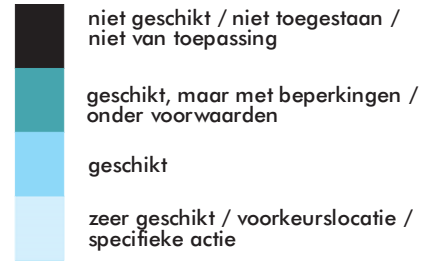 niet geschikt / niet toegestaan /
niet van toepassing
geschikt, maar met beperkingen /
onder voorwaarden
geschikt
zeer geschikt / voorkeurslocatie /
specifieke actie